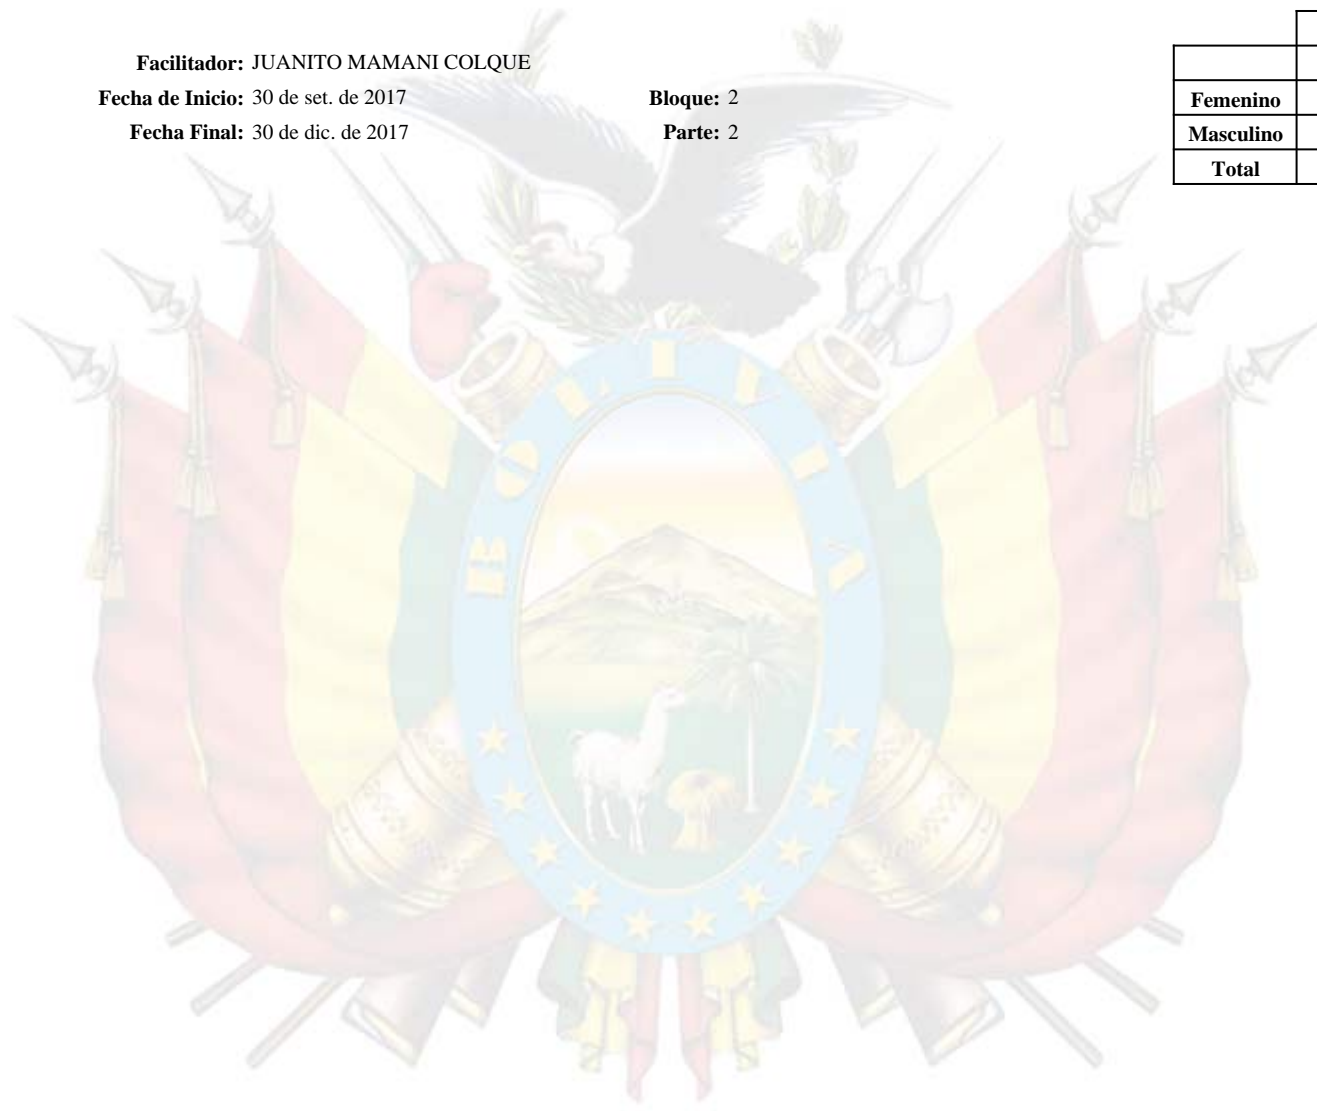 Facilitador: JUANITO MAMANI COLQUE
Fecha de Inicio: 30 de set. de 2017 Bloque: 2
Fecha Final: 30 de dic. de 2017 Parte: 2
Femenino
Masculino
Total
BOLIVIA